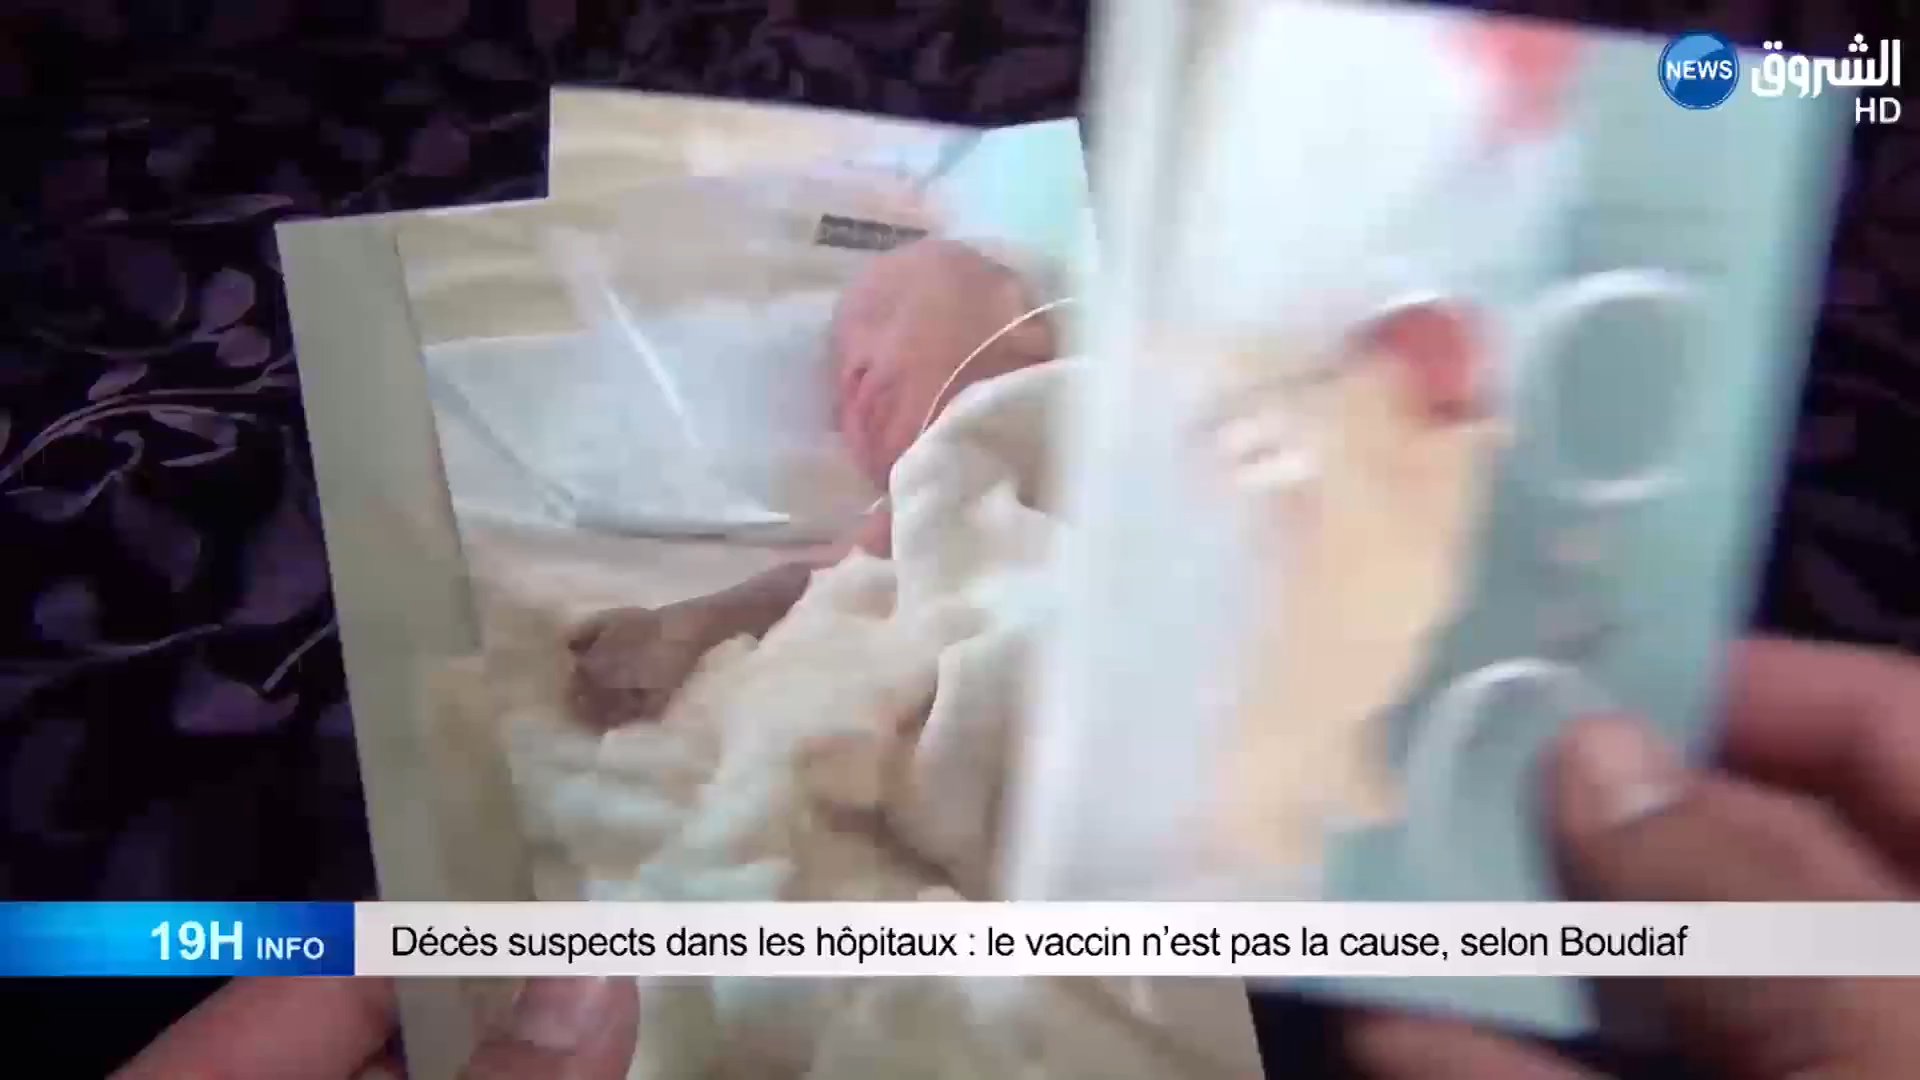 NEWS الشروق
HD
19H INFO
Décès suspects dans les hôpitaux : le vaccin n’est pas la cause, selon Boudiaf